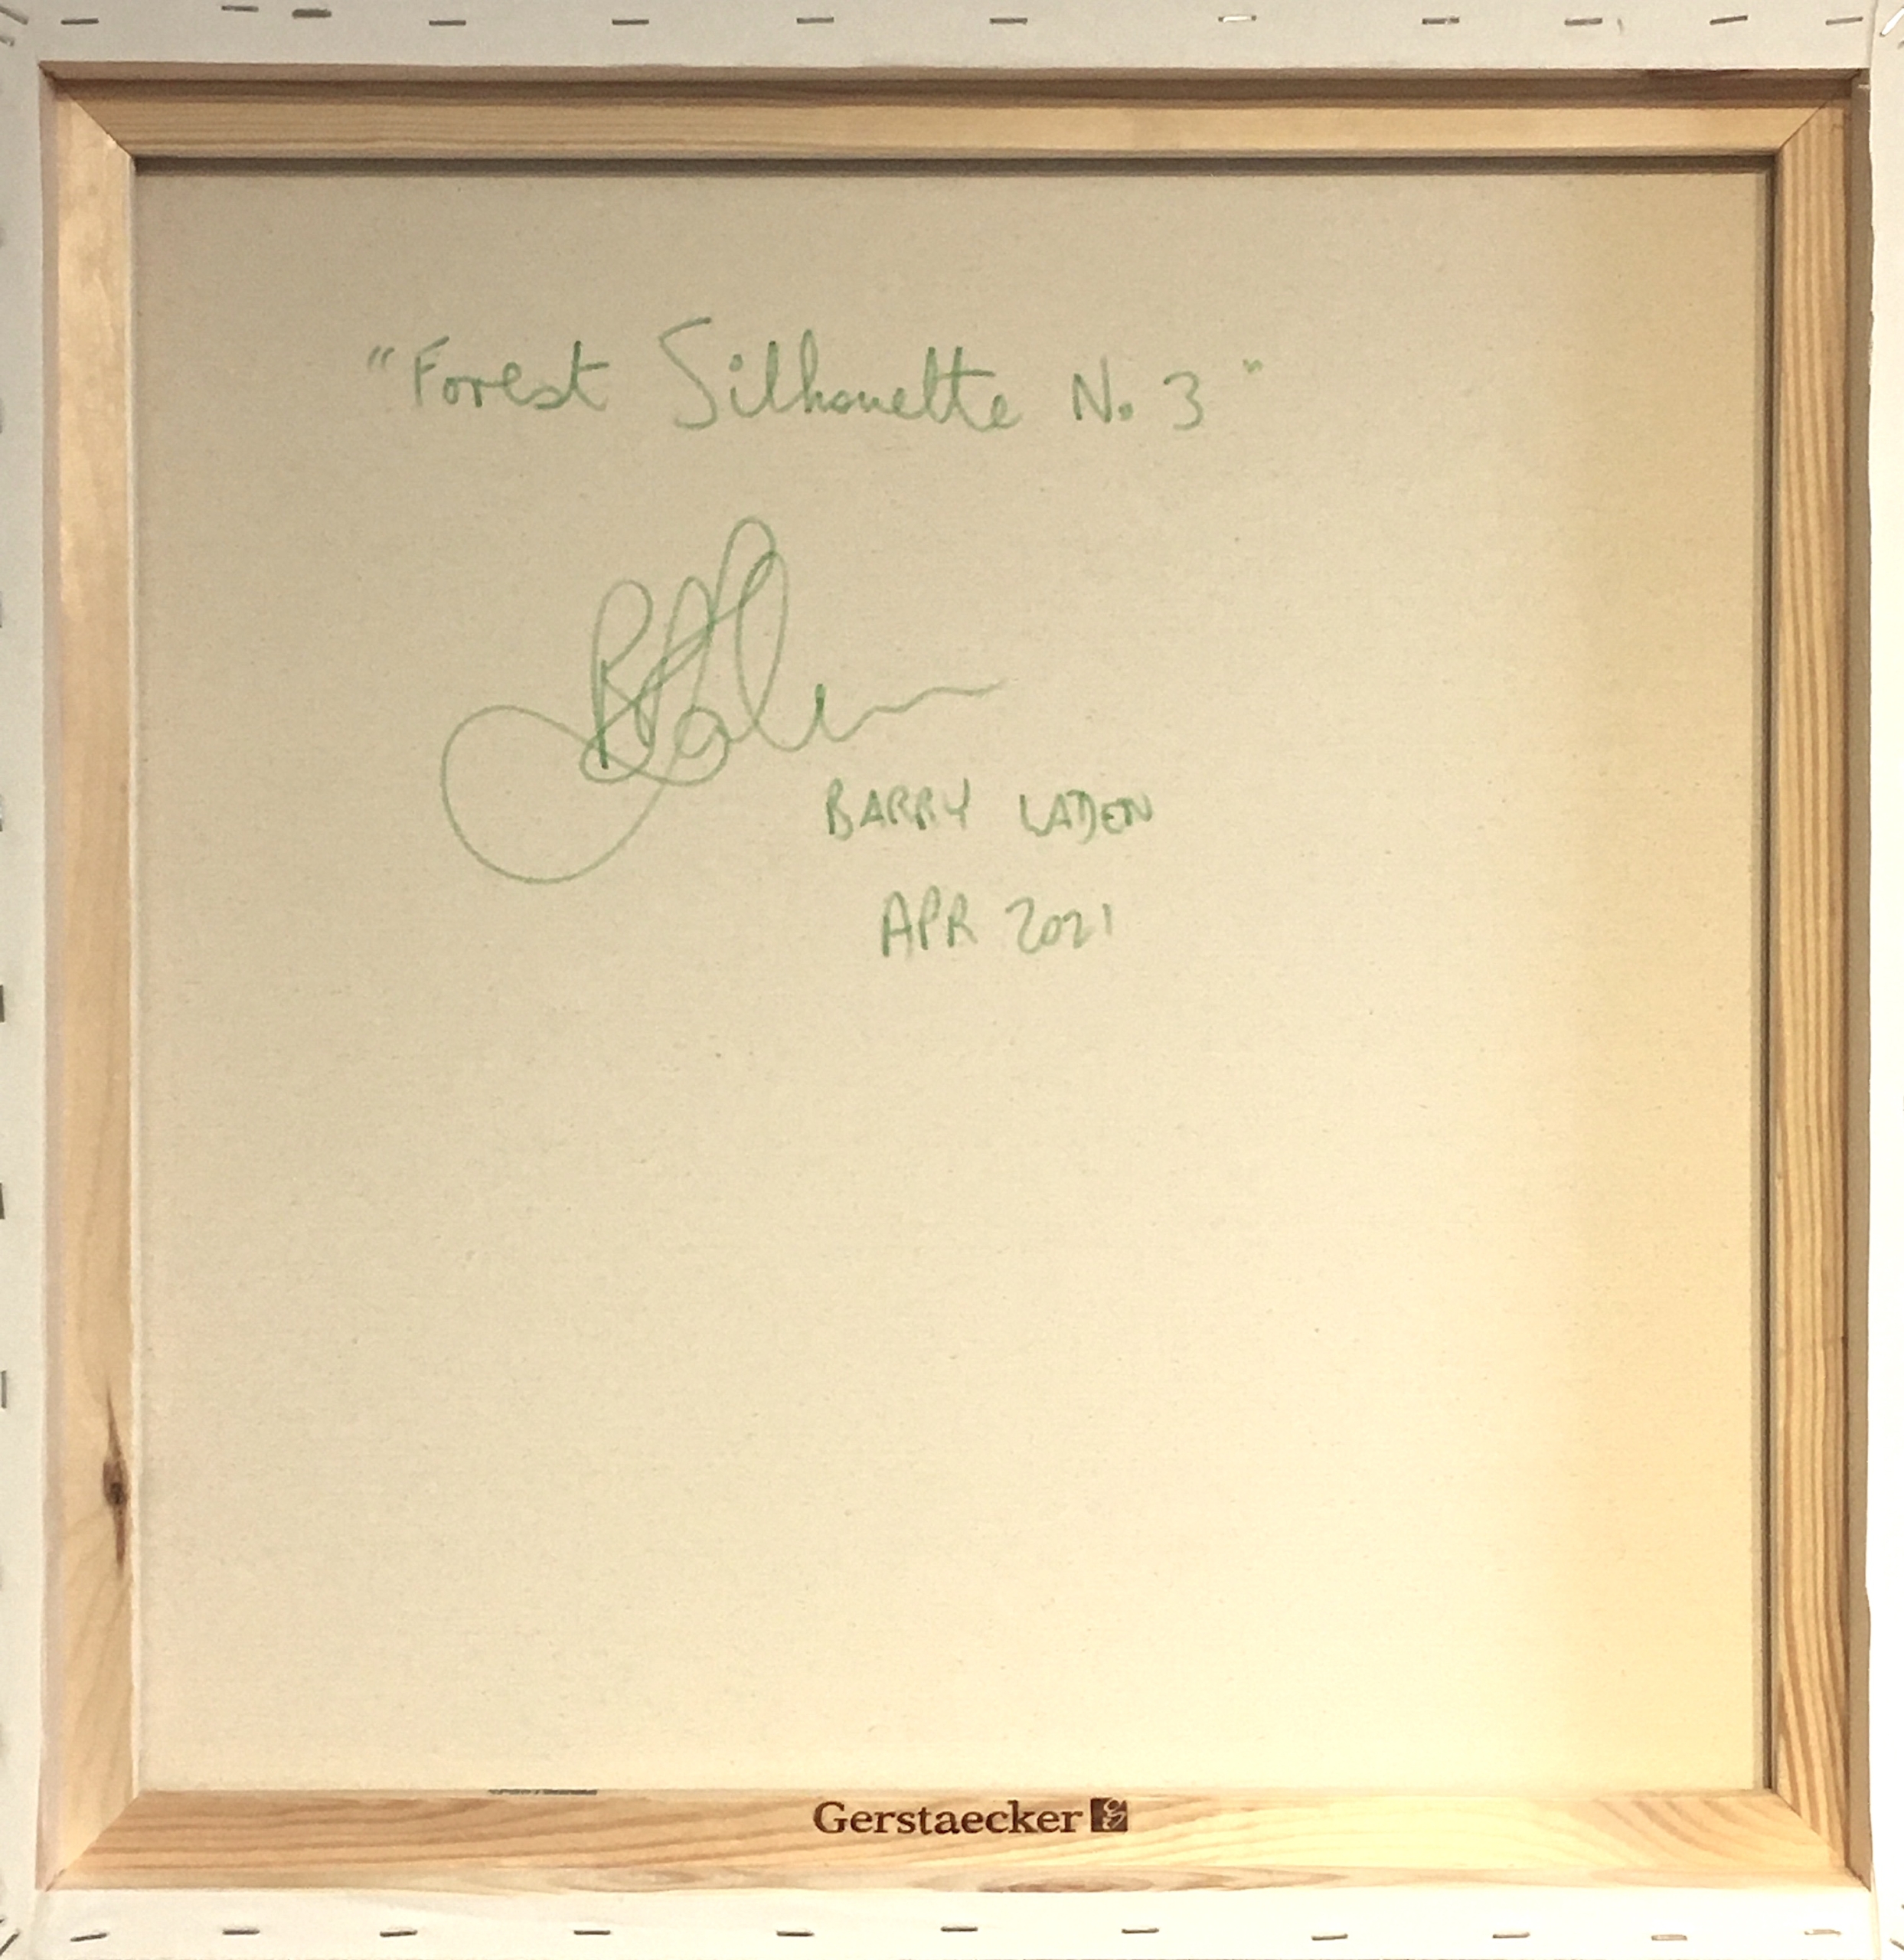 "Forest Silhouette No. 3"
BARRY LADEN
APR 2021
Gerstaecker